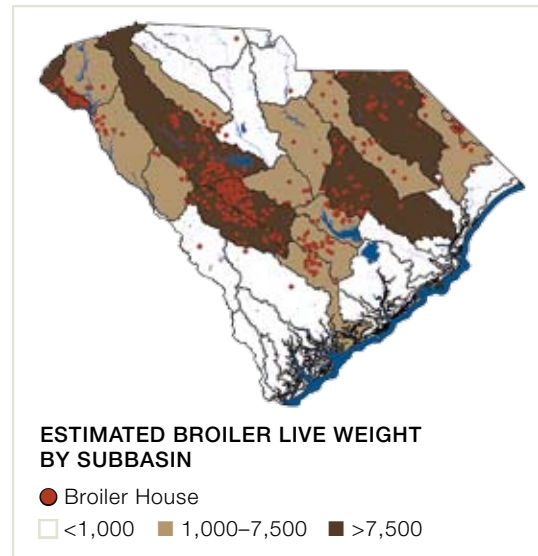 ESTIMATED BROILER LIVE WEIGHT
BY SUBBASIN
Broiler House
<1,000 1,000–7,500 >7,500